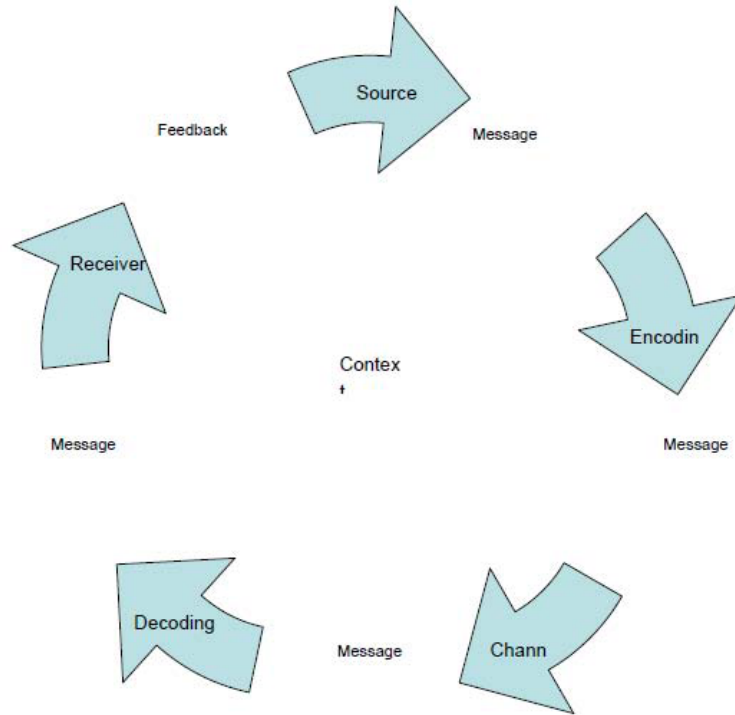 Source
Feedback
Message
Receiver
Encodin
Contex
t
Message
Message
Decoding
Message
Chann